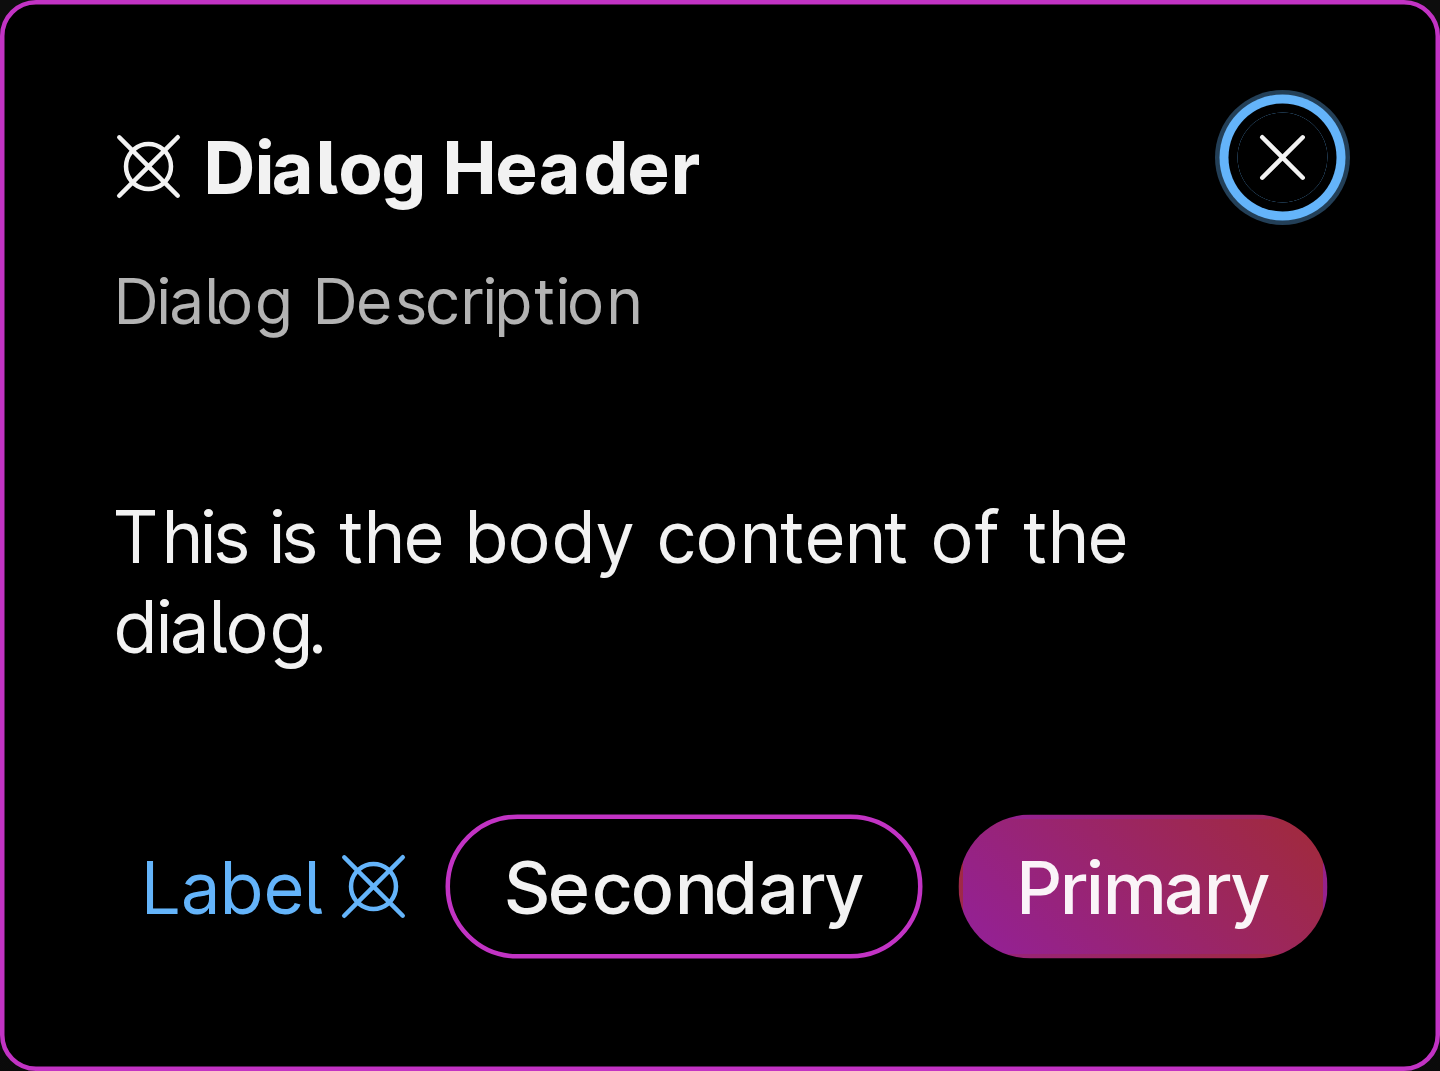 Dialog Header
Dialog Description
This is the body content of the
dialog.
Label
Secondary
Primary